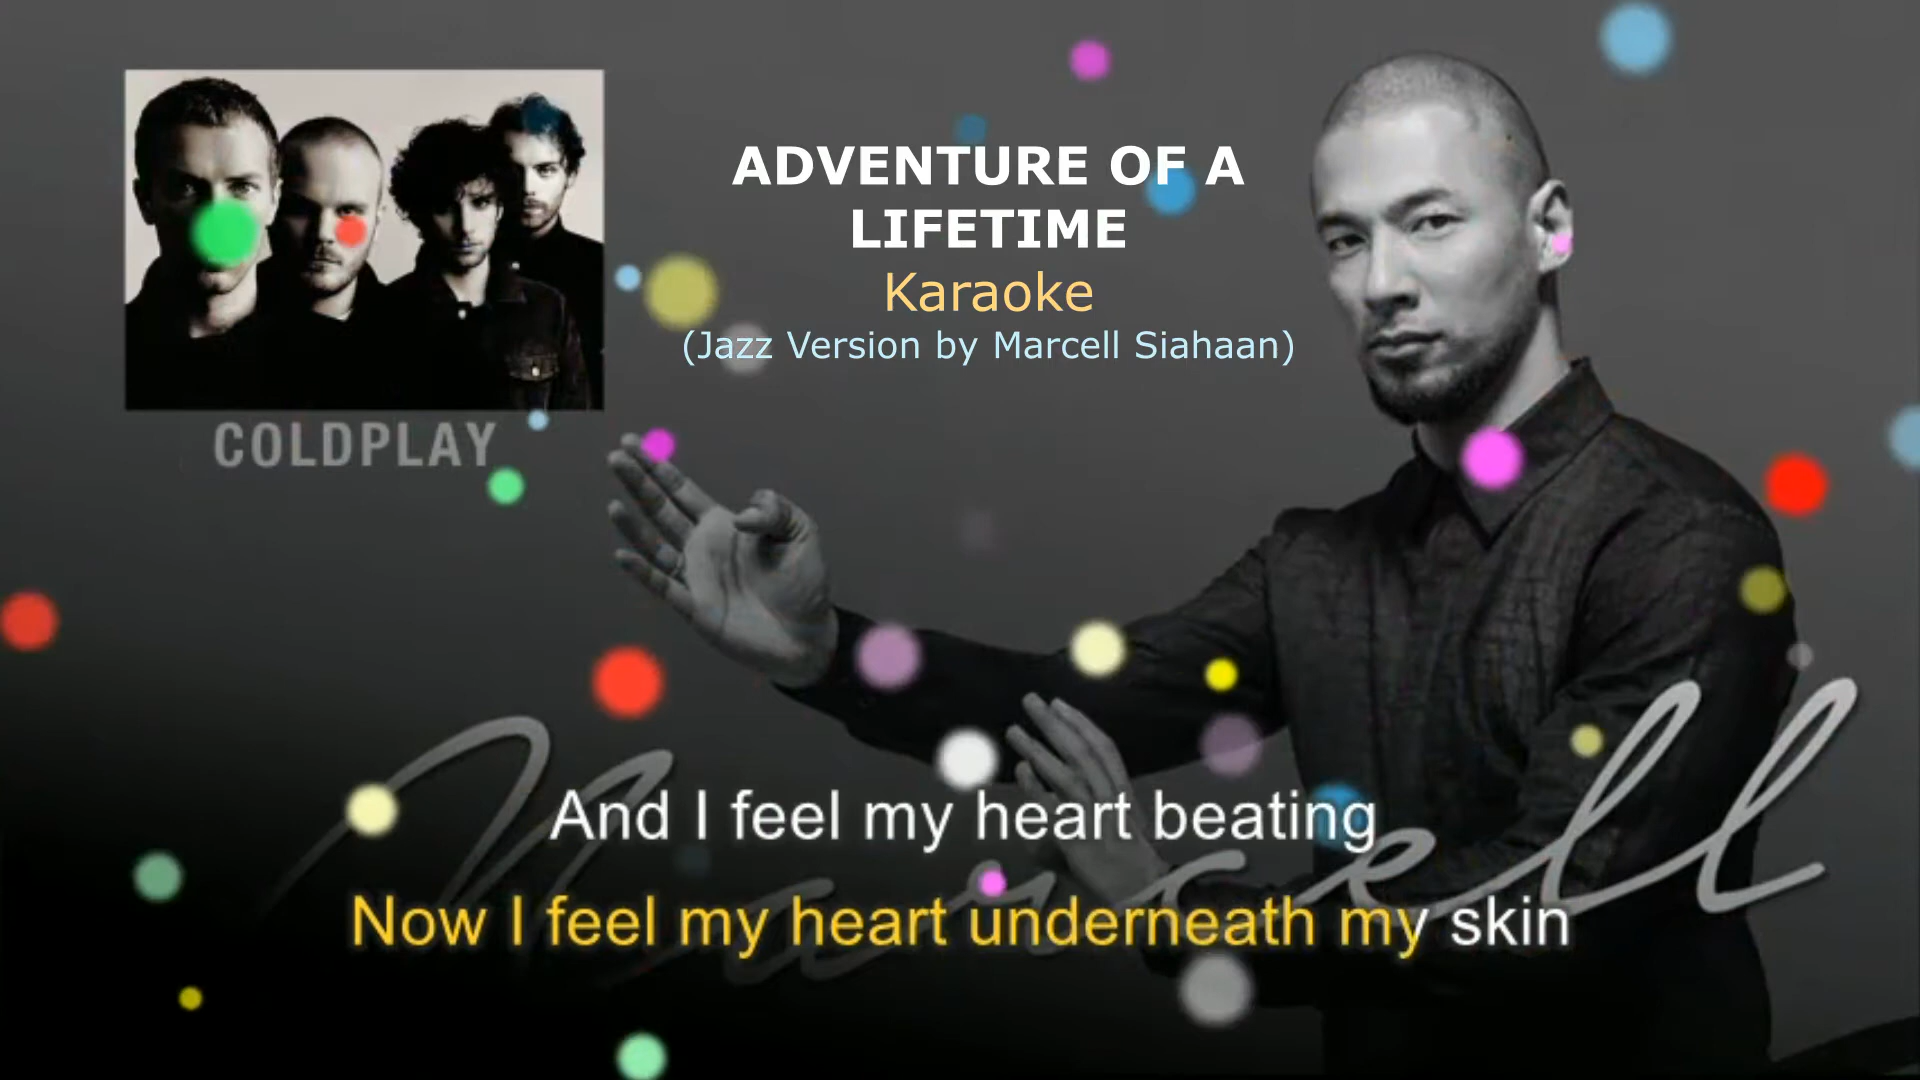 ADVENTURE OF A
LIFETIME
Karaoke
(Jazz Version by Marcell Siahaan)
COLDPLAY
Marcell
And I feel my heart beating
Now I feel my heart underneath my skin